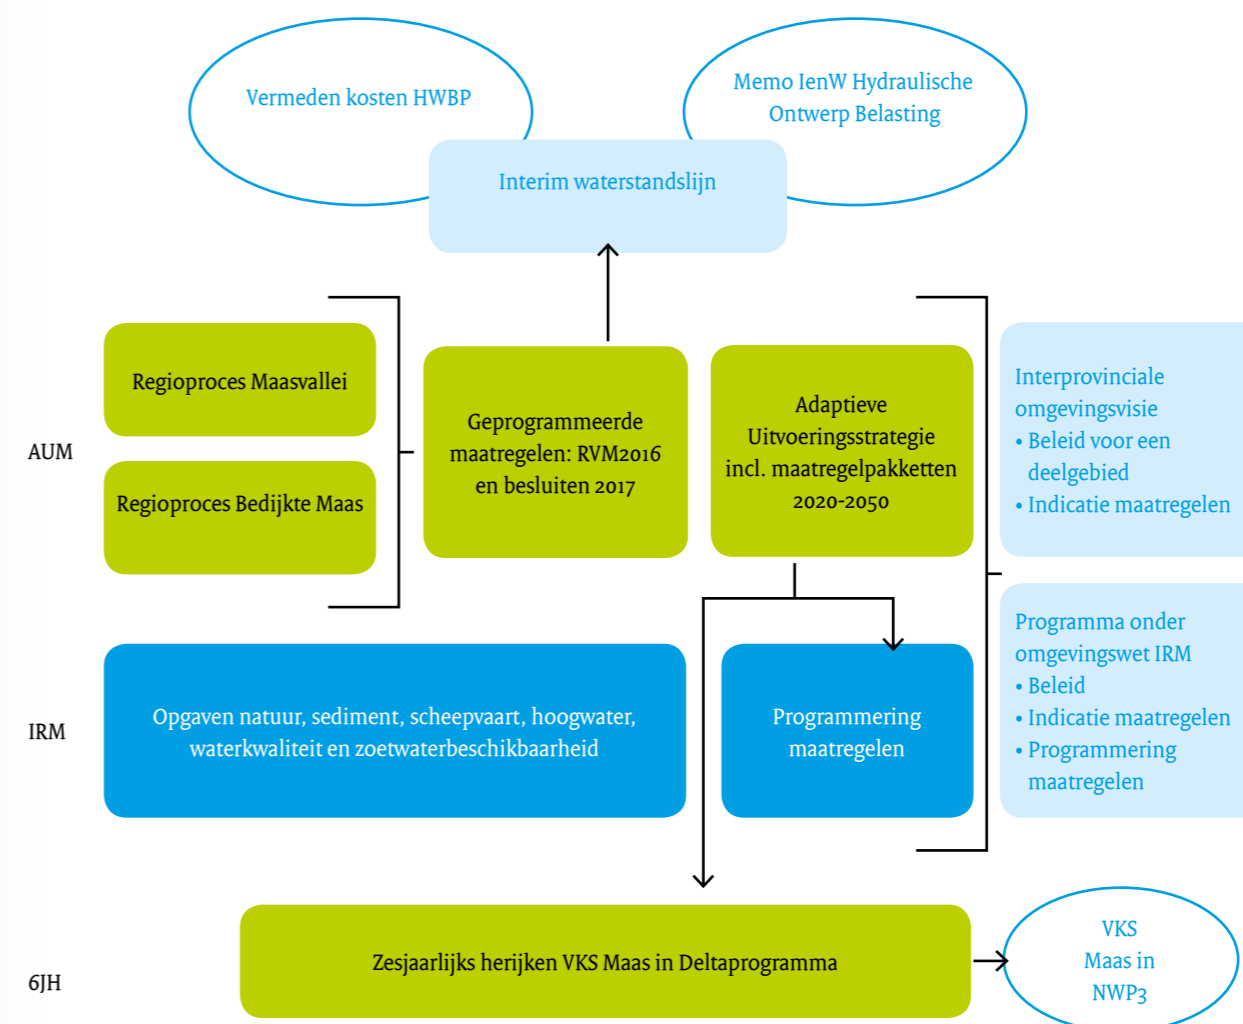 Vermeden kosten HWBP
Memo IenW Hydraulische
Ontwerp Belasting
Interim waterstandslijn
AUM
Regioproces Maasvallei
Regioproces Bedijkte Maas
Geprogrammeerde
maatregelen: RVM2016
en besluiten 2017
Adaptieve
Uitvoeringsstrategie
incl. maatregelpakketten
2020-2050
Interprovinciale
omgevingsvisie
• Beleid voor een
deelgebied
• Indicatie maatregelen
IRM
Opgaven natuur, sediment, scheepvaart, hoogwater,
waterkwaliteit en zoetwaterbeschikbaarheid
Programmering
maatregelen
Programma onder
omgevingswet IRM
• Beleid
• Indicatie maatregelen
• Programmering
maatregelen
6JH
Zesjaarlijks herijken VKS Maas in Deltaprogramma
VKS
Maas in
NWP3